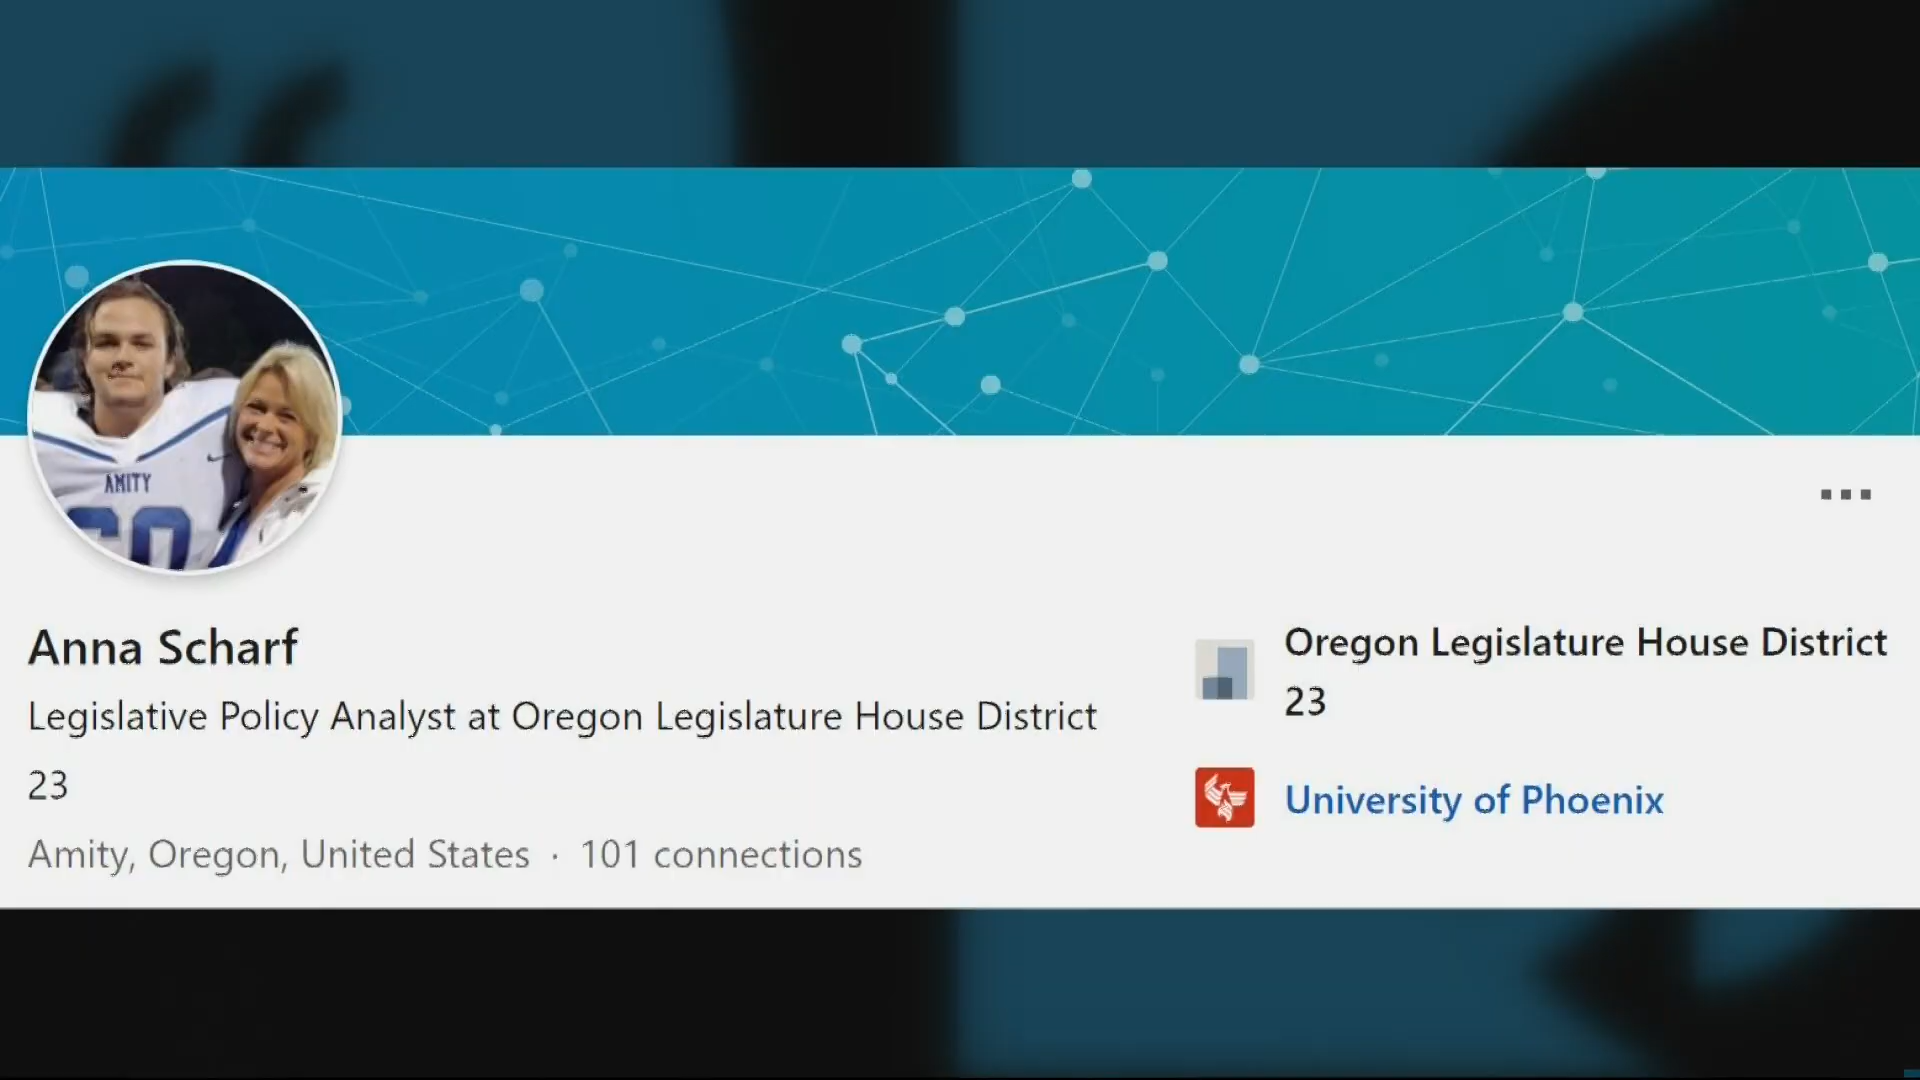 AMITY
60
Anna Scharf
Legislative Policy Analyst at Oregon Legislature House District
23
Amity, Oregon, United States · 101 connections
Oregon Legislature House District
23
University of Phoenix